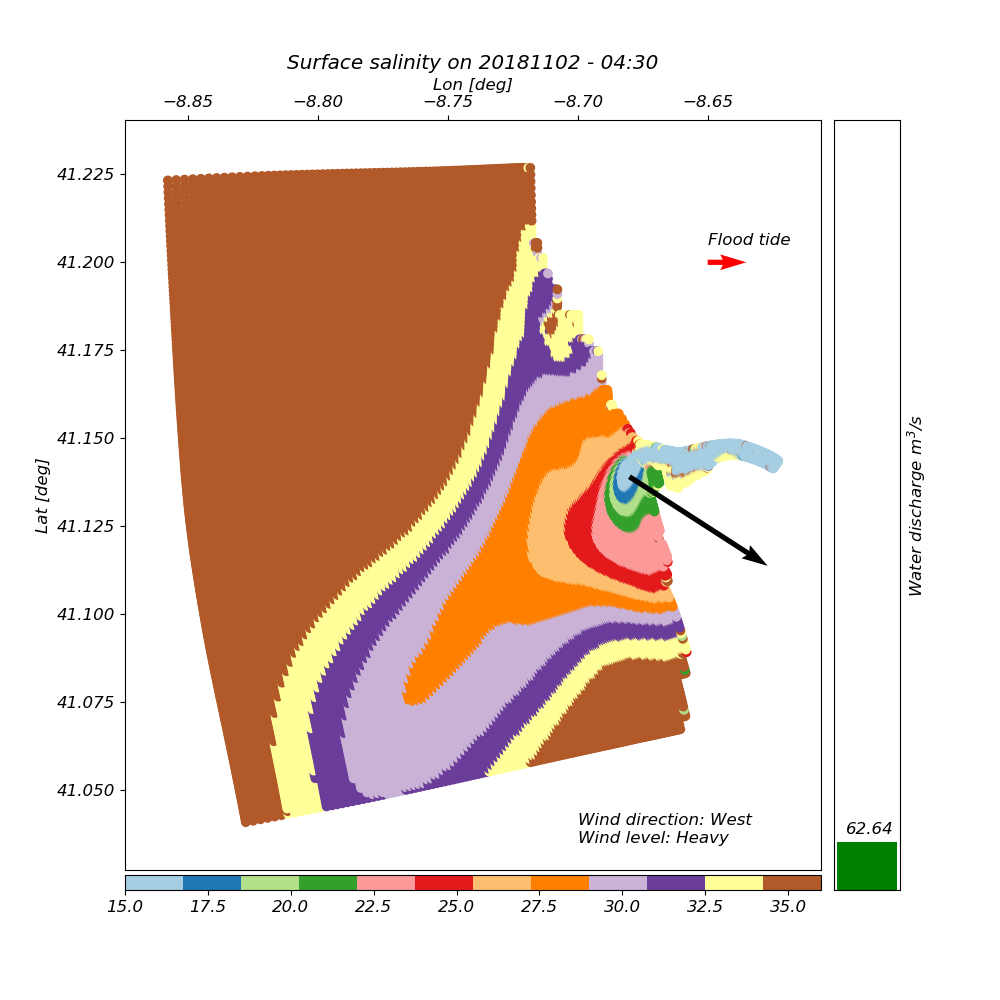 Surface salinity on 20181102 - 04:30
Lon [deg]
−8.85 −8.80 −8.75 −8.70 −8.65
41.225
41.200
41.175
41.150
41.125
41.100
41.075
41.050
Lat [deg]
Flood tide
Wind direction: West
Wind level: Heavy
15.0 17.5 20.0 22.5 25.0 27.5 30.0 32.5 35.0
62.64
Water discharge m³/s